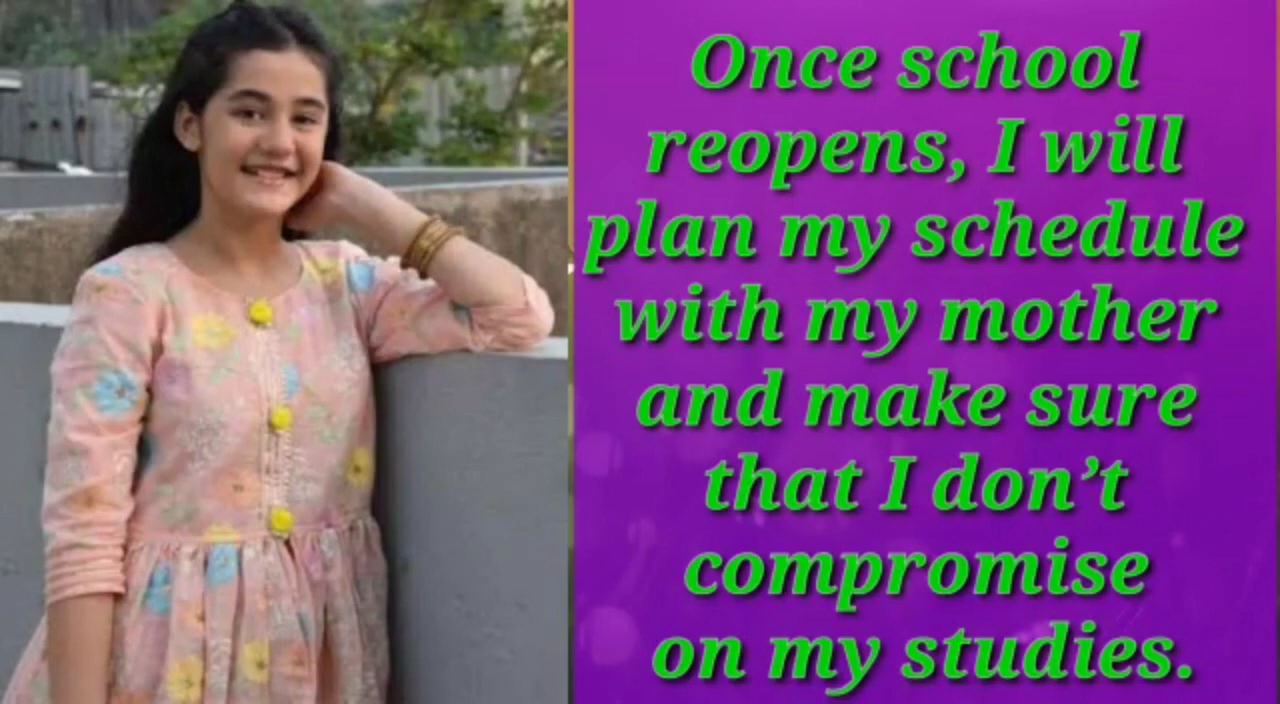 Once school
reopens, I will
plan my schedule
with my mother
and make sure
that I don’t
compromise
on my studies.